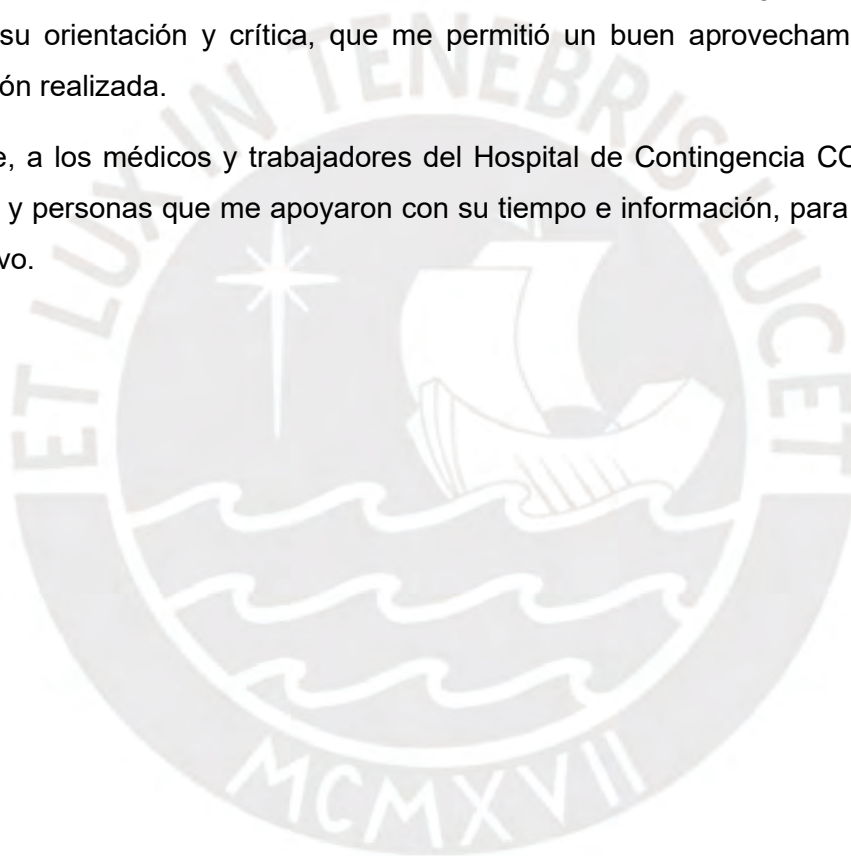 su orientación y crítica, que me permitió un buen aprovecham
ón realizada.
e, a los médicos y trabajadores del Hospital de Contingencia CO
y personas que me apoyaron con su tiempo e información, para
vo.
ET LUX IN TENEBRIS LUCET
MCMXVII